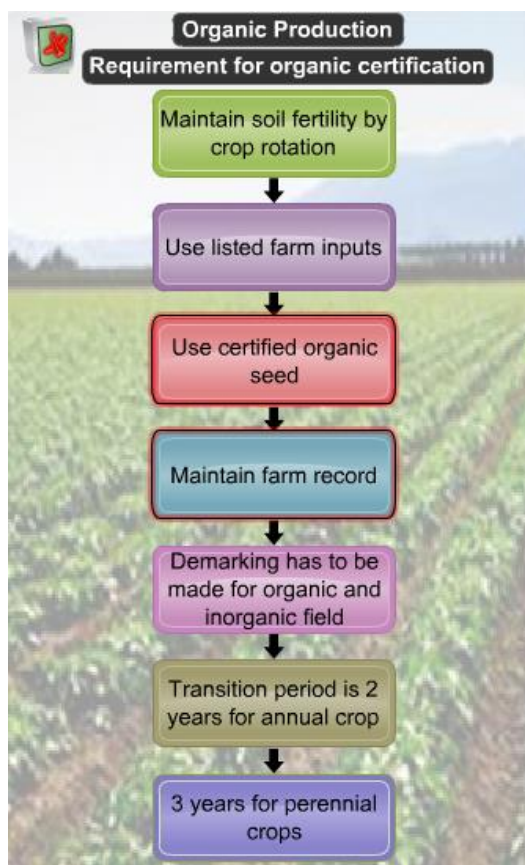 Organic Production
Requirement for organic certification
Maintain soil fertility by
crop rotation
Use listed farm inputs
Use certified organic
seed
Maintain farm record
Demarking has to be
made for organic and
inorganic field
Transition period is 2
years for annual crop
3 years for perennial
crops